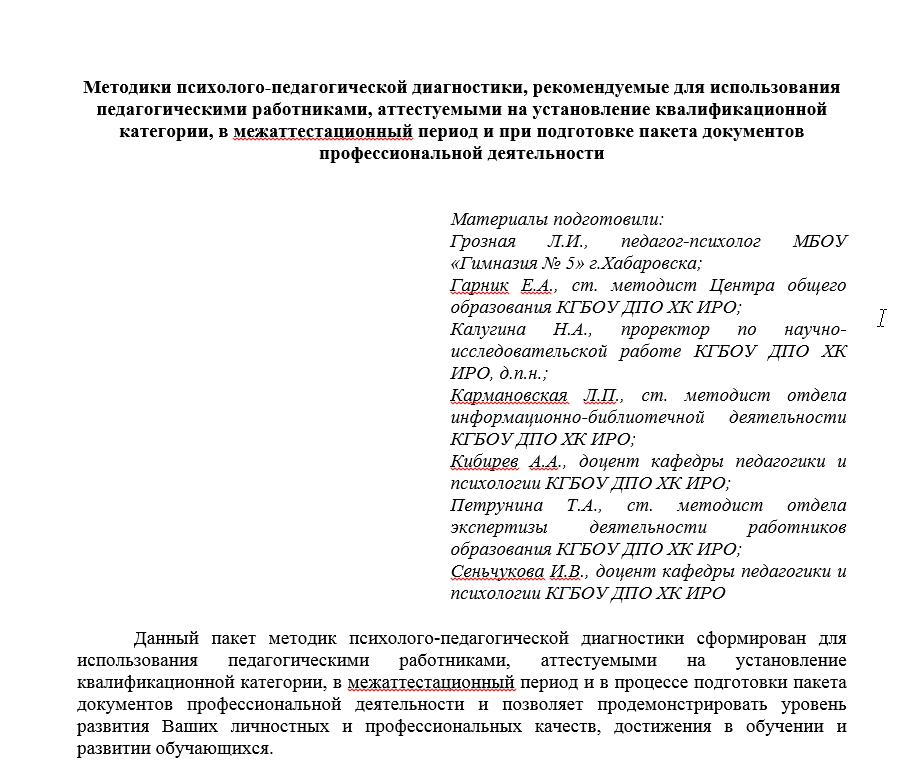 Методики психолого-педагогической диагностики, рекомендуемые для использования
педагогическими работниками, аттестуемыми на установление квалификационной
категории, в межаттестационный период и при подготовке пакета документов
профессиональной деятельности
Материалы подготовили:
Грозная Л.И., педагог-психолог МБОУ
«Гимназия № 5» г.Хабаровска;
Гарник Е.А., ст. методист Центра общего
образования КГБОУ ДПО ХК ИРО;
Калугина Н.А., проректор по научно-
исследовательской работе КГБОУ ДПО ХК
ИРО, д.п.н.;
Кармановская Л.П., ст. методист отдела
информационно-библиотечной деятельности
КГБОУ ДПО ХК ИРО;
Кибирев А.А., доцент кафедры педагогики и
психологии КГБОУ ДПО ХК ИРО;
Петрунина Т.А., ст. методист отдела
экспертизы деятельности работников
образования КГБОУ ДПО ХК ИРО;
Сеньчукова И.В., доцент кафедры педагогики и
психологии КГБОУ ДПО ХК ИРО
Данный пакет методик психолого-педагогической диагностики сформирован для
использования педагогическими работниками, аттестуемыми на установление
квалификационной категории, в межаттестационный период и в процессе подготовки пакета
документов профессиональной деятельности и позволяет продемонстрировать уровень
развития Ваших личностных и профессиональных качеств, достижения в обучении и
развитии обучающихся.